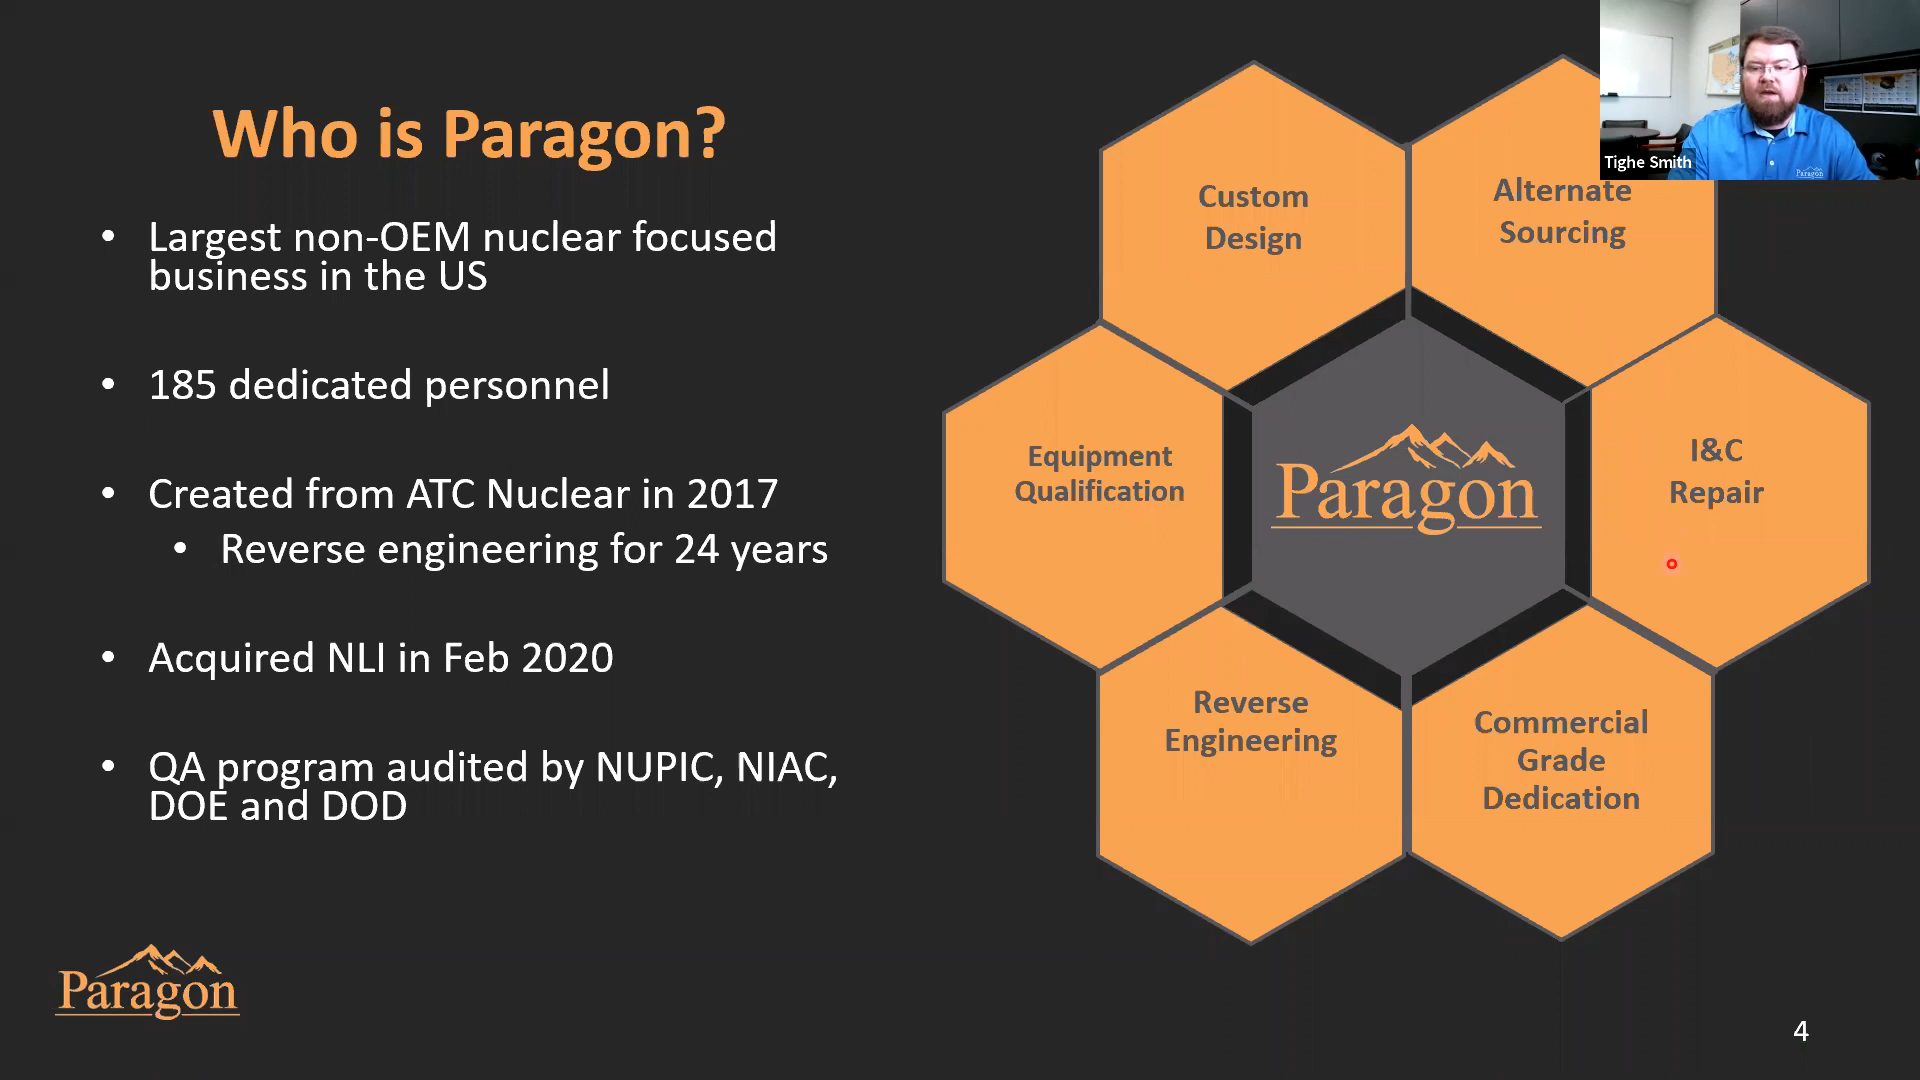 Who is Paragon?
• Largest non-OEM nuclear focused
business in the US
• 185 dedicated personnel
• Created from ATC Nuclear in 2017
• Reverse engineering for 24 years
• Acquired NLI in Feb 2020
• QA program audited by NUPIC, NIAC,
DOE and DOD
Custom
Design
Alternate
Sourcing
Equipment
Qualification
Paragon
I&C
Repair
Reverse
Engineering
Commercial
Grade
Dedication
Tighe Smith
Paragon
Paragon
4